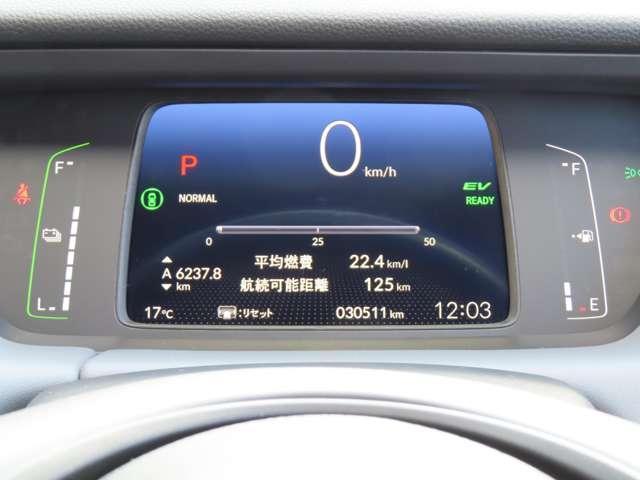 0 km/h
P
NORMAL
EV
READY
0 25 50
平均燃費 22.4 km/l
A 6237.8 km
航続可能距離 125 km
17℃
:リセット
030511 km
12:03
F
L
F
E